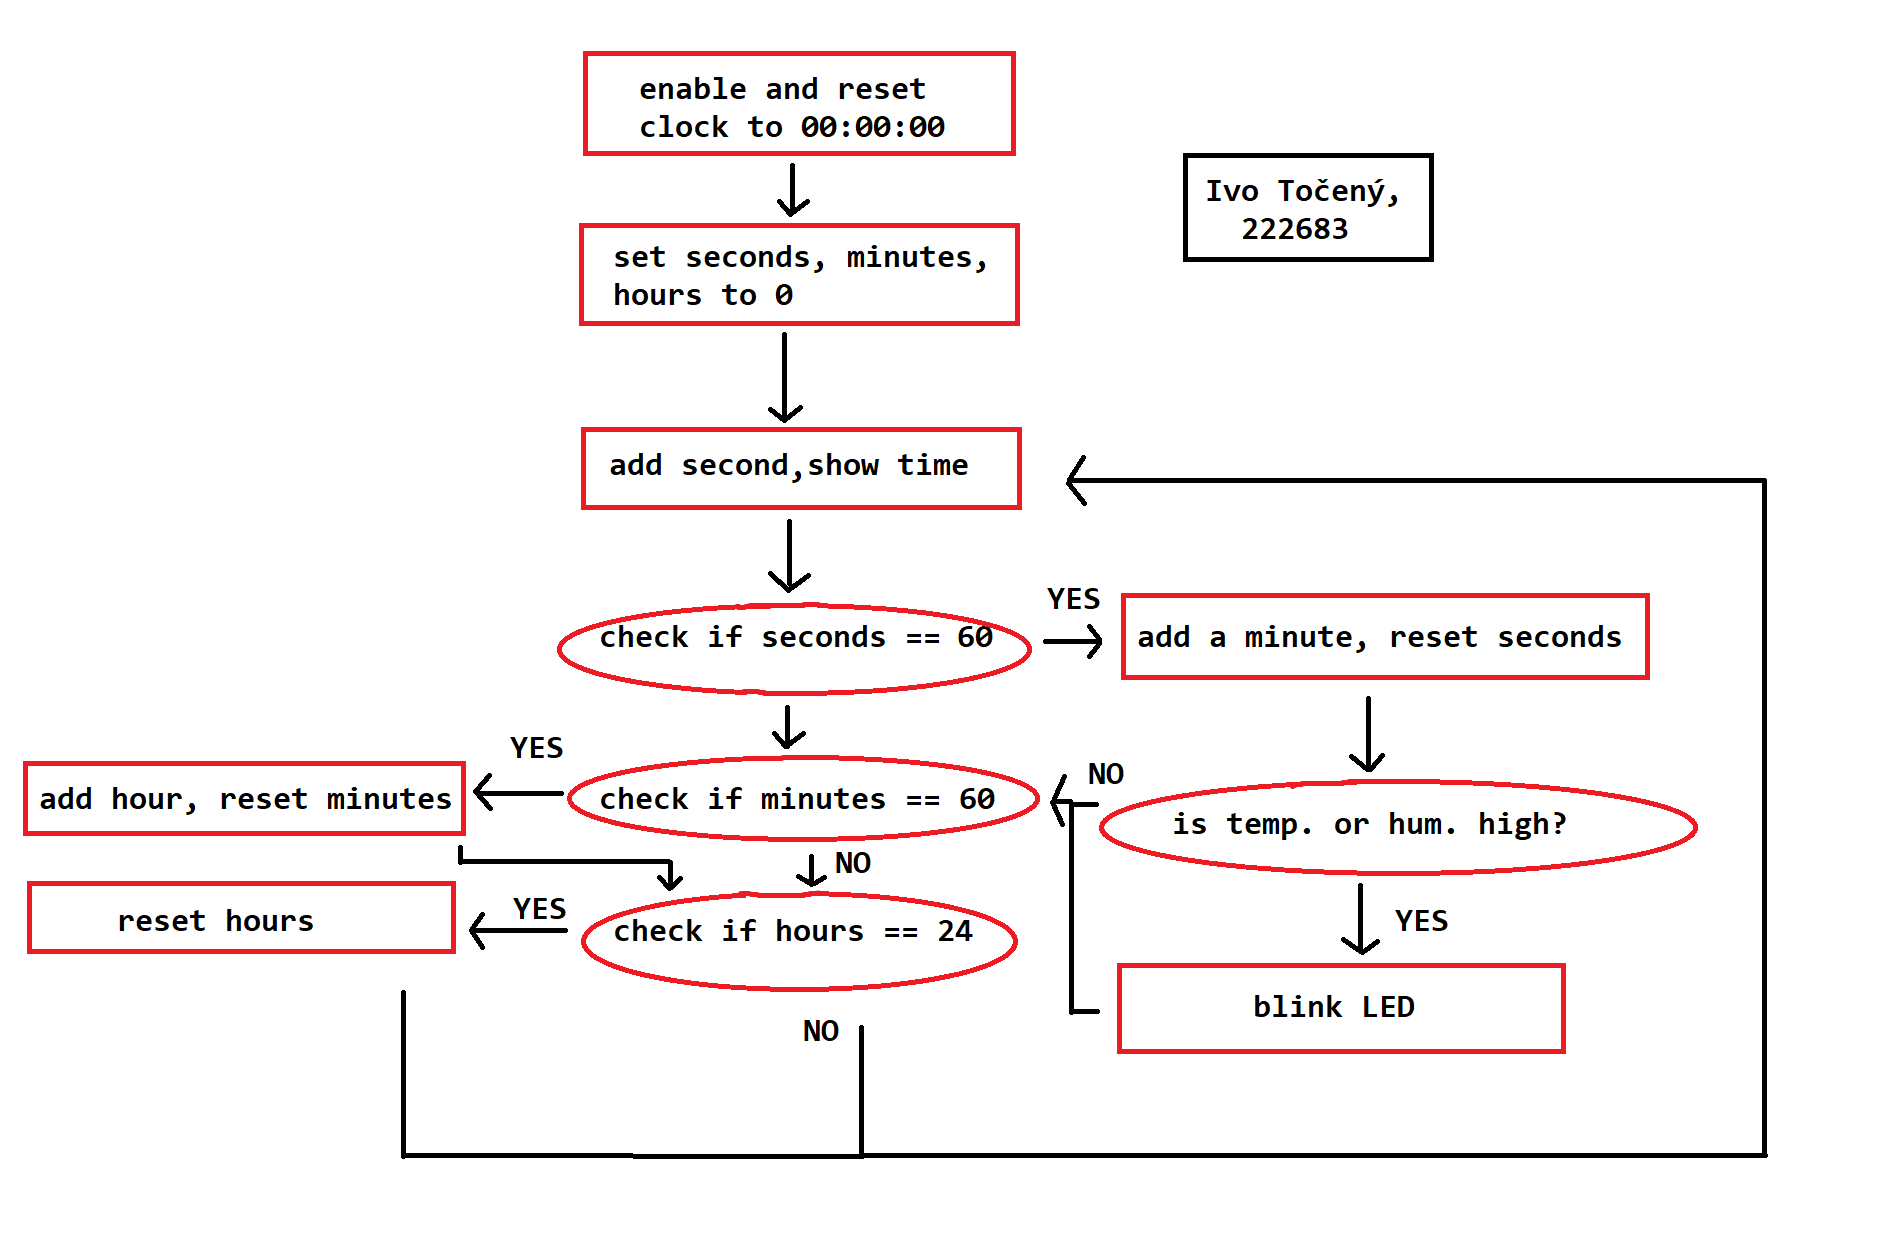 enable and reset
clock to 00:00:00
Ivo Točený,
222683
set seconds, minutes,
hours to 0
add second,show time
check if seconds == 60
YES
add a minute, reset seconds
YES
add hour, reset minutes
check if minutes == 60
NO
is temp. or hum. high?
NO
YES
reset hours
YES
check if hours == 24
blink LED
NO